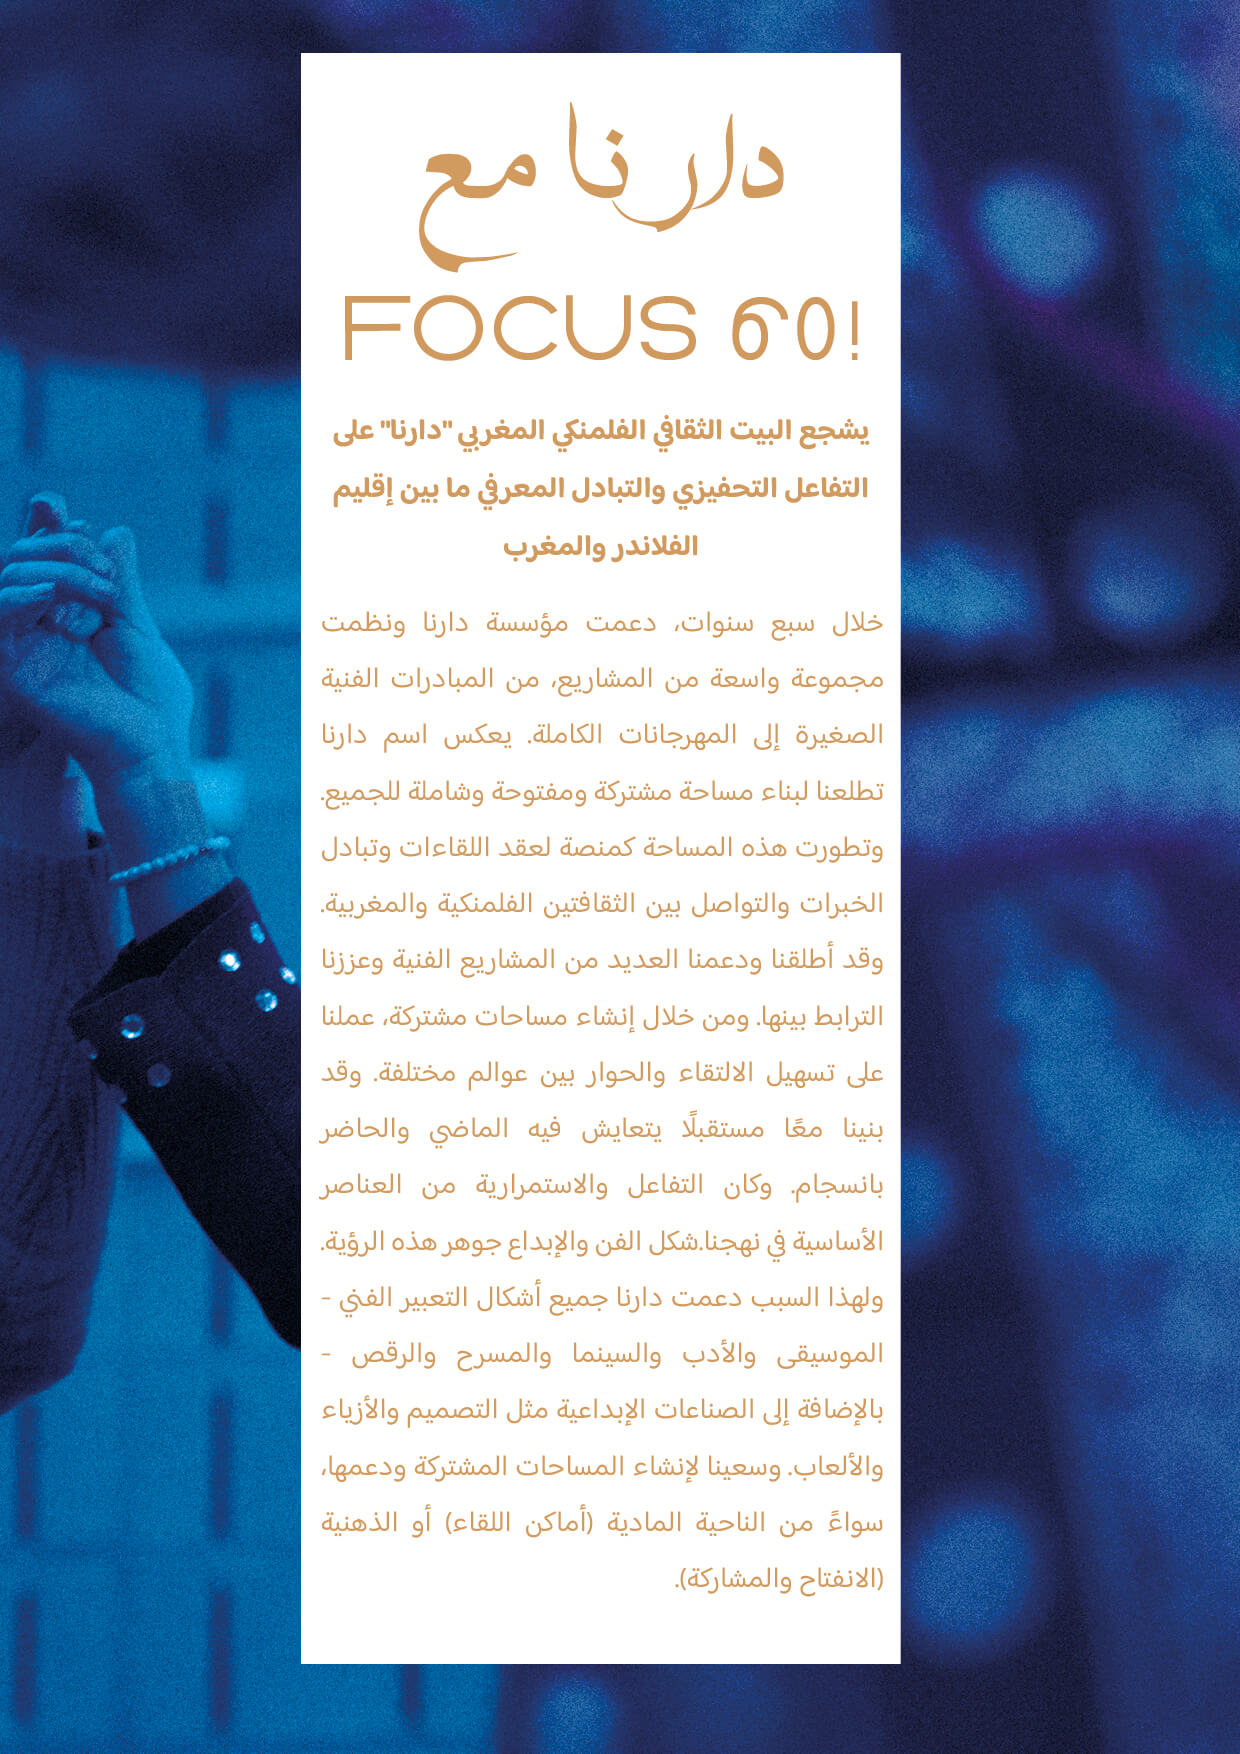 دارنا مع
FOCUS 60!
يشجع البيت الثقافي الفلمنكي المغربي "دارنا" على
التفاعل التحفيزي والتبادل المعرفي ما بين إقليم
الفلاندر والمغرب
خلال سبع سنوات، دعمت مؤسسة دارنا ونظمت
مجموعة واسعة من المشاريع، من المبادرات الفنية
الصغيرة إلى المهرجانات الكاملة. يعكس اسم دارنا
تطلعنا لبناء مساحة مشتركة ومفتوحة وشاملة للجميع.
وتطورت هذه المساحة كمنصة لعقد اللقاءات وتبادل
الخبرات والتواصل بين الثقافتين الفلمنكية والمغربية.
وقد أطلقنا ودعمنا العديد من المشاريع الفنية وعززنا
الترابط بينها. ومن خلال إنشاء مساحات مشتركة، عملنا
على تسهيل الالتقاء والحوار بين عوالم مختلفة. وقد
بنينا معًا مستقبلًا يتعايش فيه الماضي والحاضر
بانسجام. وكان التفاعل والاستمرارية من العناصر
الأساسية في نهجنا.شكل الفن والإبداع جوهر هذه الرؤية.
ولهذا السبب دعمت دارنا جميع أشكال التعبير الفني -
الموسيقى والأدب والسينما والمسرح والرقص -
بالإضافة إلى الصناعات الإبداعية مثل التصميم والأزياء
والألعاب. وسعينا لإنشاء المساحات المشتركة ودعمها،
سواءً من الناحية المادية (أماكن اللقاء) أو الذهنية
(الانفتاح والمشاركة).